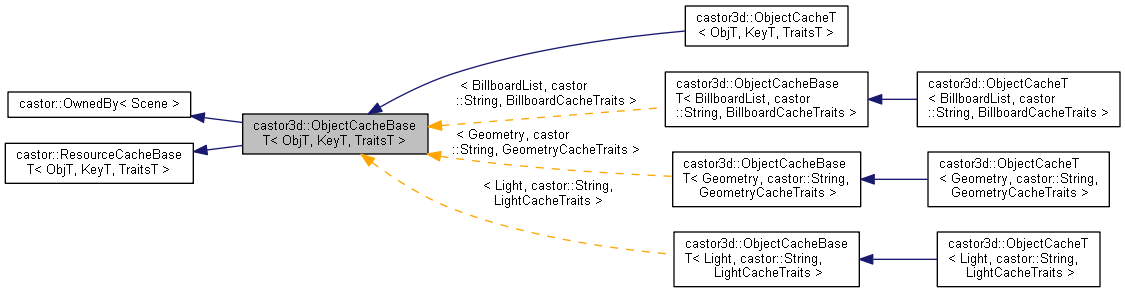 castor3d::ObjectCacheT
< ObjT, KeyT, TraitsT >
< BillboardList, castor
::String, BillboardCacheTraits >
castor3d::ObjectCacheBase
T< BillboardList, castor
::String, BillboardCacheTraits >
castor3d::ObjectCacheT
< BillboardList, castor
::String, BillboardCacheTraits >
castor::OwnedBy< Scene >
castor3d::ObjectCacheBase
T< ObjT, KeyT, TraitsT >
castor::ResourceCacheBase
T< ObjT, KeyT, TraitsT >
< Geometry, castor
::String, GeometryCacheTraits >
castor3d::ObjectCacheBase
T< Geometry, castor::String,
GeometryCacheTraits >
castor3d::ObjectCacheT
< Geometry, castor::String,
GeometryCacheTraits >
< Light, castor::String,
LightCacheTraits >
castor3d::ObjectCacheBase
T< Light, castor::String,
LightCacheTraits >
castor3d::ObjectCacheT
< Light, castor::String,
LightCacheTraits >